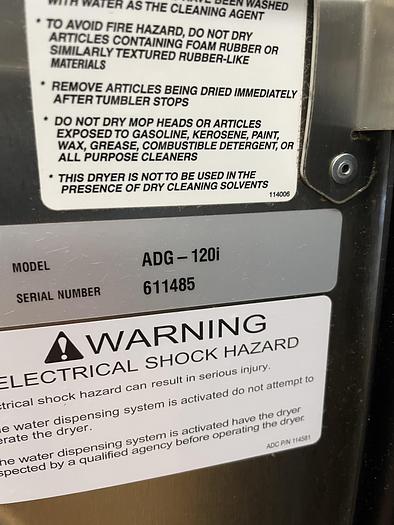 HAVE BEEN WASHED
WITH WATER AS THE CLEANING AGENT
* TO AVOID FIRE HAZARD, DO NOT DRY
ARTICLES CONTAINING FOAM RUBBER OR
SIMILARLY TEXTURED RUBBER-LIKE
MATERIALS
* REMOVE ARTICLES BEING DRIED IMMEDIATELY
AFTER TUMBLER STOPS
* DO NOT DRY MOP HEADS OR ARTICLES
EXPOSED TO GASOLINE, KEROSENE, PAINT,
WAX, GREASE, COMBUSTIBLE DETERGENT, OR
ALL PURPOSE CLEANERS
* THIS DRYER IS NOT TO BE USED IN THE
PRESENCE OF DRY CLEANING SOLVENTS
114006
MODEL ADG-120i
SERIAL NUMBER 611485
WARNING
ELECTRICAL SHOCK HAZARD
ctrical shock hazard can result in serious injury.
he water dispensing system is activated do not attempt to
erate the dryer.
he water dispensing system is activated have the dryer
spected by a qualified agency before operating the dryer.
ADC P/N 114581